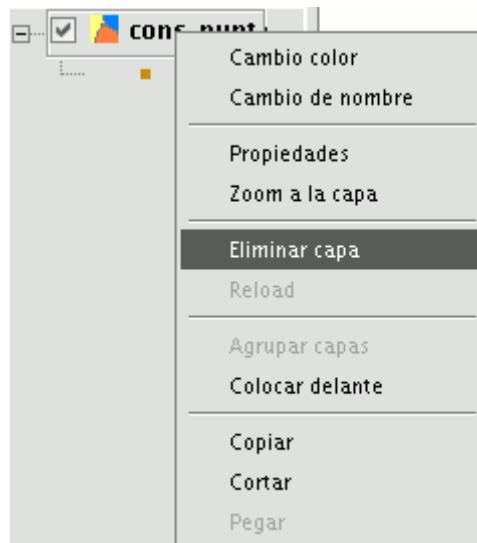 Cambio color
Cambio de nombre
Propiedades
Zoom a la capa
Eliminar capa
Reload
Agrupar capas
Colocar delante
Copiar
Cortar
Pegar